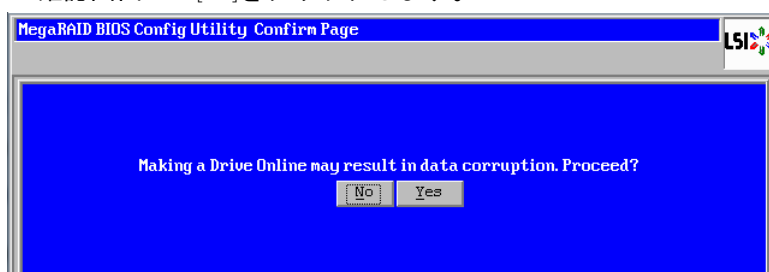 MegaRAID BIOS Config Utility Confirm Page
LSI
Making a Drive Online may result in data corruption. Proceed?
No Yes